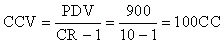 CCV = PDV / CR − 1 = 900 / 10 − 1 = 100CC